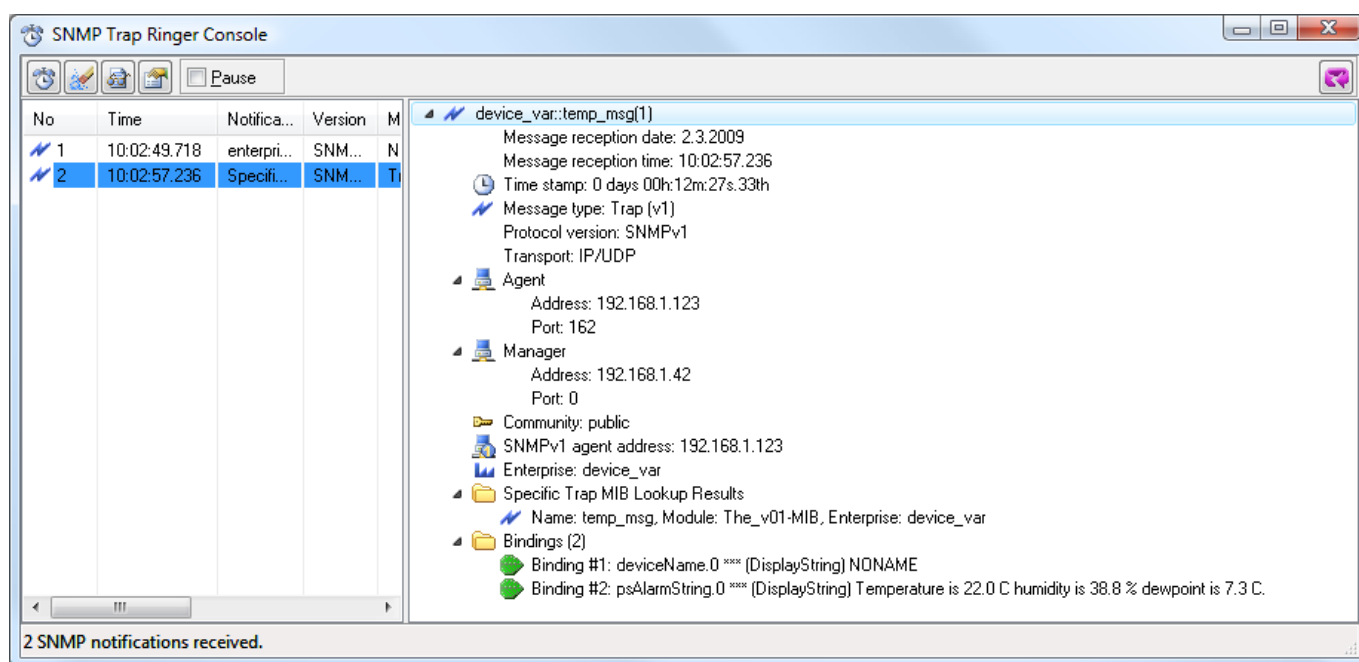 SNMP Trap Ringer Console
Pause
No Time Notifica... Version M
1 10:02:49.718 enterpri... SNM... N
2 10:02:57.236 Specifi... SNM... Tr
device_var::temp_msg(1)
Message reception date: 2.3.2009
Message reception time: 10:02:57.236
Time stamp: 0 days 00h:12m:27s.33th
Message type: Trap (v1)
Protocol version: SNMPv1
Transport: IP/UDP
Agent
Address: 192.168.1.123
Port: 162
Manager
Address: 192.168.1.42
Port: 0
Community: public
SNMPv1 agent address: 192.168.1.123
Enterprise: device_var
Specific Trap MIB Lookup Results
Name: temp_msg, Module: The_v01-MIB, Enterprise: device_var
Bindings (2)
Binding #1: deviceName.0 *** (DisplayString) NONAME
Binding #2: psAlarmString.0 *** (DisplayString) Temperature is 22.0 C humidity is 38.8 % dewpoint is 7.3 C.
2 SNMP notifications received.